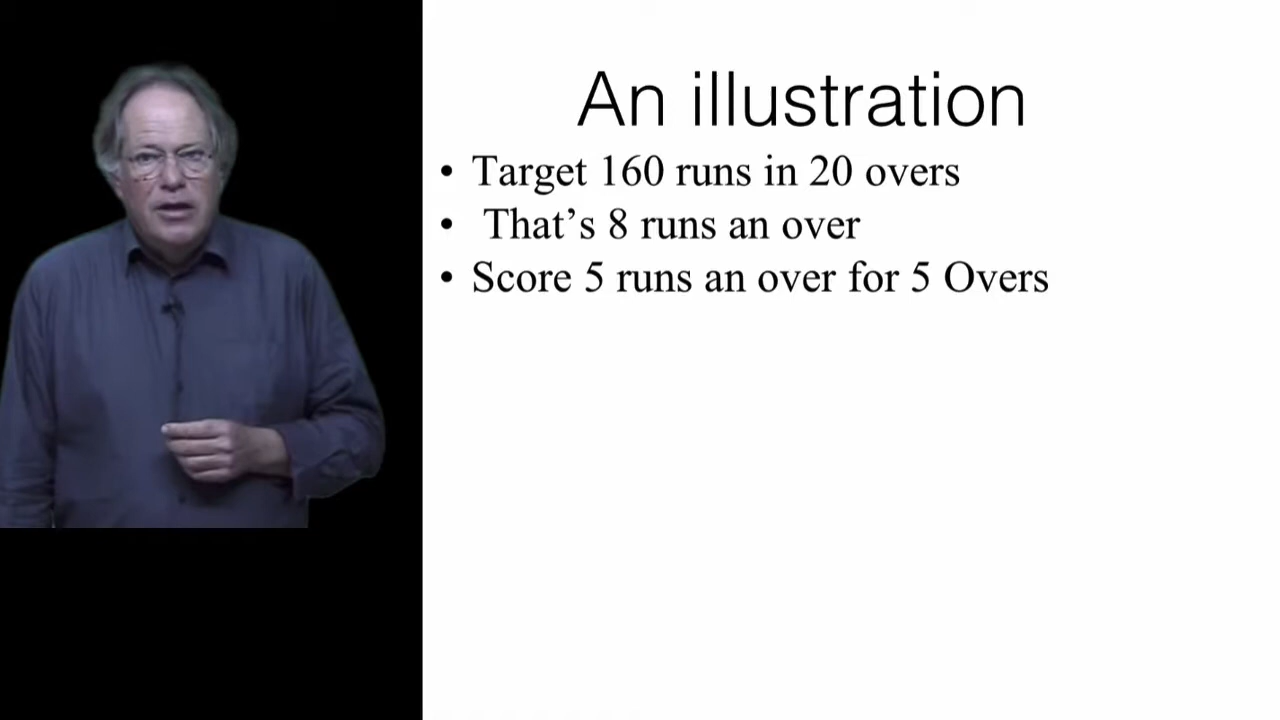 An illustration
• Target 160 runs in 20 overs
• That’s 8 runs an over
• Score 5 runs an over for 5 Overs